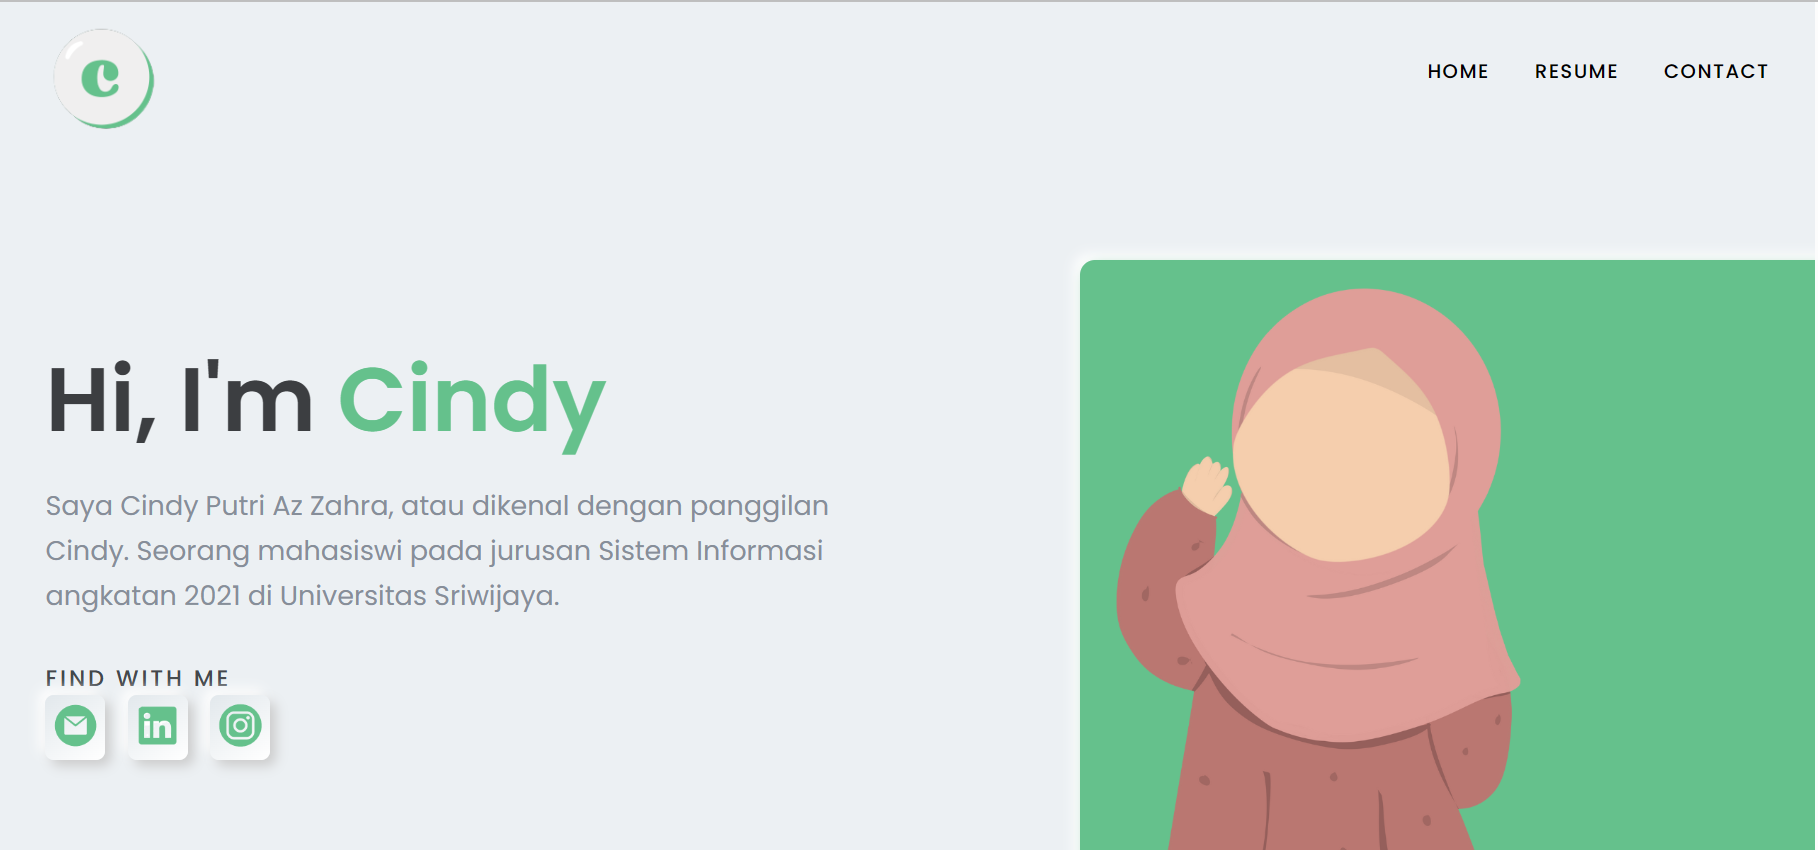 c
HOME RESUME CONTACT
Hi, I'm Cindy
Saya Cindy Putri Az Zahra, atau dikenal dengan panggilan
Cindy. Seorang mahasiswi pada jurusan Sistem Informasi
angkatan 2021 di Universitas Sriwijaya.
FIND WITH ME
in